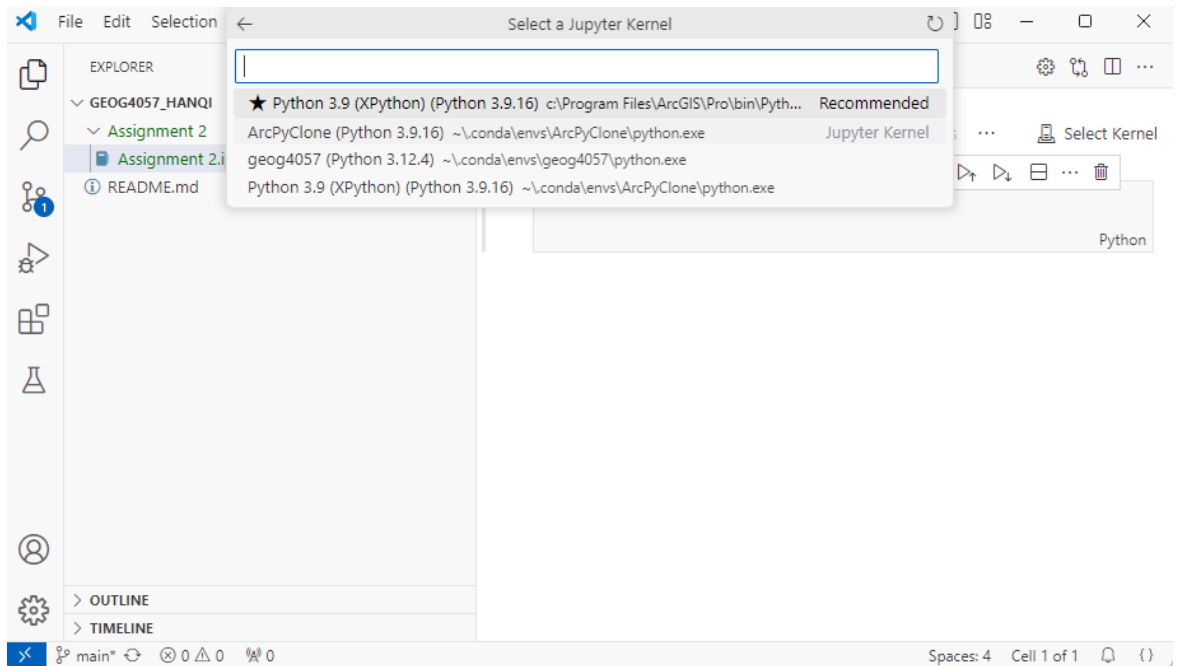 File Edit Selection
Select a Jupyter Kernel
EXPLORER
GEOG4057_HANQI
Assignment 2
Assignment 2.i
README.md
★ Python 3.9 (XPython) (Python 3.9.16) c:\Program Files\ArcGIS\Pro\bin\Pyth... Recommended
ArcPyClone (Python 3.9.16) ~\.conda\envs\ArcPyClone\python.exe Jupyter Kernel
geog4057 (Python 3.12.4) ~\.conda\envs\geog4057\python.exe
Python 3.9 (XPython) (Python 3.9.16) ~\.conda\envs\ArcPyClone\python.exe
Select Kernel
Python
1
OUTLINE
TIMELINE
main* 0 0 0
Spaces: 4 Cell 1 of 1 {}